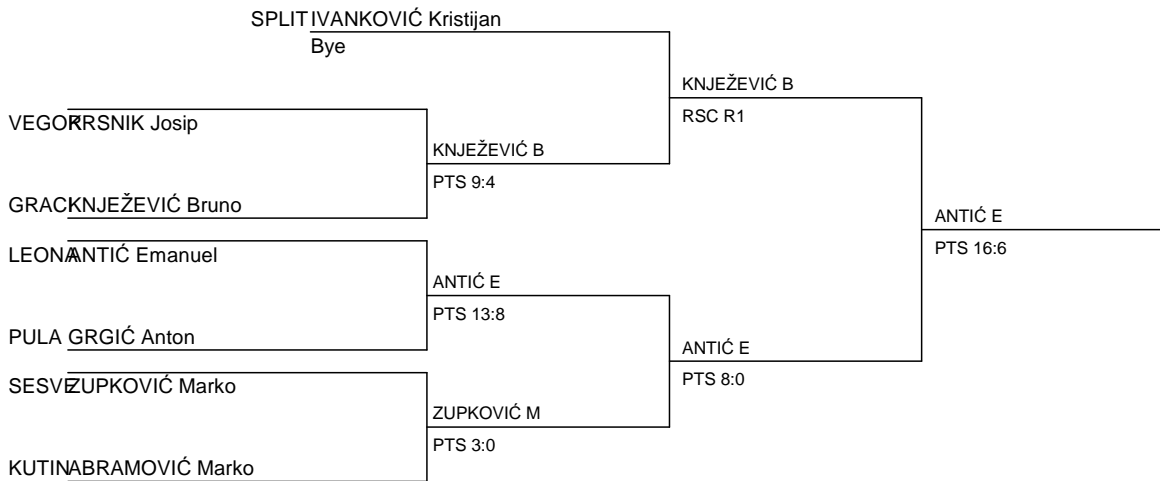 SPLIT IVANKOVIĆ Kristijan
Bye
KNJEŽEVIĆ B
RSC R1
KRSNIK Josip
KNJEŽEVIĆ B
PTS 9:4
GRACI KNJEŽEVIĆ Bruno
ANTIĆ E
PTS 16:6
LEONA ANTIĆ Emanuel
ANTIĆ E
PTS 13:8
PULA GRGIĆ Anton
ANTIĆ E
PTS 8:0
SESVE ZUPKOVIĆ Marko
ZUPKOVIĆ M
PTS 3:0
KUTIN ABRAMOVIĆ Marko